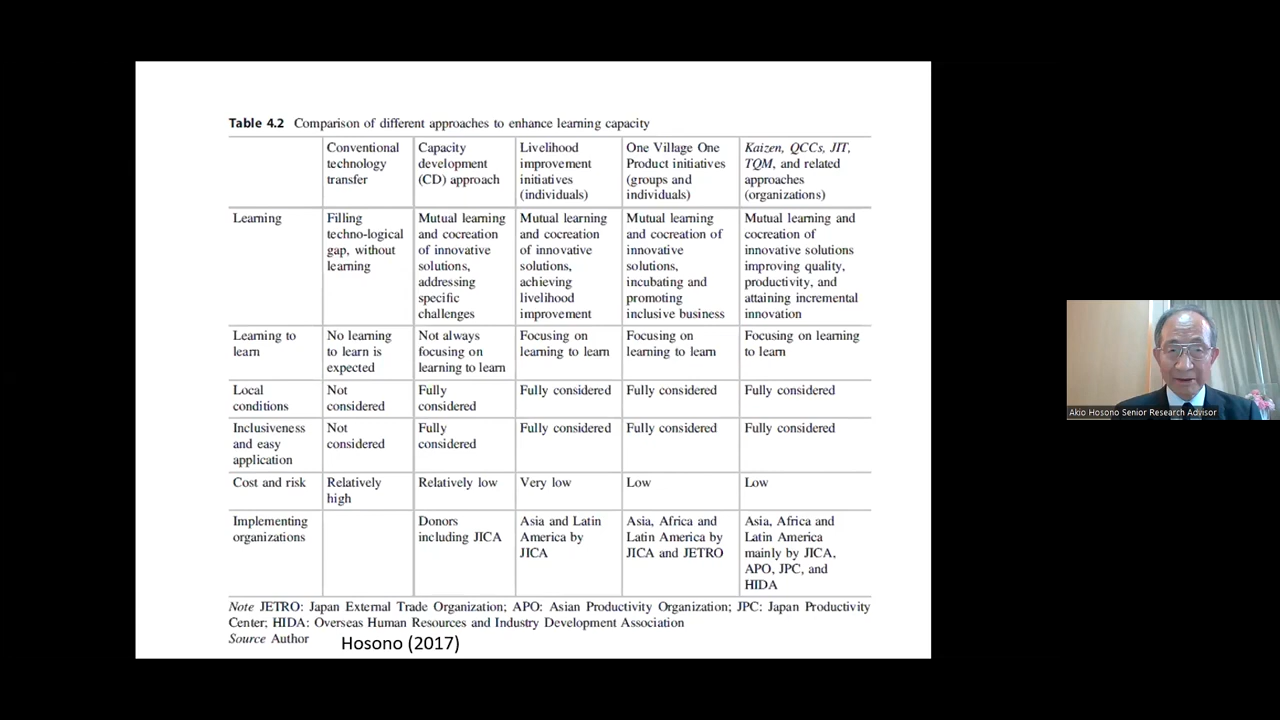 Table 4.2 Comparison of different approaches to enhance learning capacity
Conventional
technology
transfer
Capacity
development
(CD) approach
Livelihood
improvement
initiatives
(individuals)
One Village One
Product initiatives
(groups and
individuals)
Kaizen, QCCs, JIT,
TQM, and related
approaches
(organizations)
Learning
Filling
techno-logical
gap, without
learning
Mutual learning
and cocreation
of innovative
solutions,
addressing
specific
challenges
Mutual learning
and cocreation
of innovative
solutions,
achieving
livelihood
improvement
Mutual learning
and cocreation of
innovative
solutions,
incubating and
promoting
inclusive business
Mutual learning and
cocreation of
innovative solutions
improving quality,
productivity, and
attaining incremental
innovation
Learning to
learn
No learning
to learn is
expected
Not always
focusing on
learning to learn
Focusing on
learning to learn
Focusing on
learning to learn
Focusing on learning
to learn
Local
conditions
Not
considered
Fully
considered
Fully considered
Fully considered
Fully considered
Inclusiveness
and easy
application
Not
considered
Fully
considered
Fully considered
Fully considered
Fully considered
Cost and risk
Relatively
high
Relatively low
Very low
Low
Low
Implementing
organizations
Donors
including JICA
Asia and Latin
America by
JICA
Asia, Africa and
Latin America by
JICA and JETRO
Asia, Africa and
Latin America
mainly by JICA,
APO, JPC, and
HIDA
Note JETRO: Japan External Trade Organization; APO: Asian Productivity Organization; JPC: Japan Productivity
Center; HIDA: Overseas Human Resources and Industry Development Association
Source Author
Hosono (2017)
Akio Hosono Senior Research Advisor